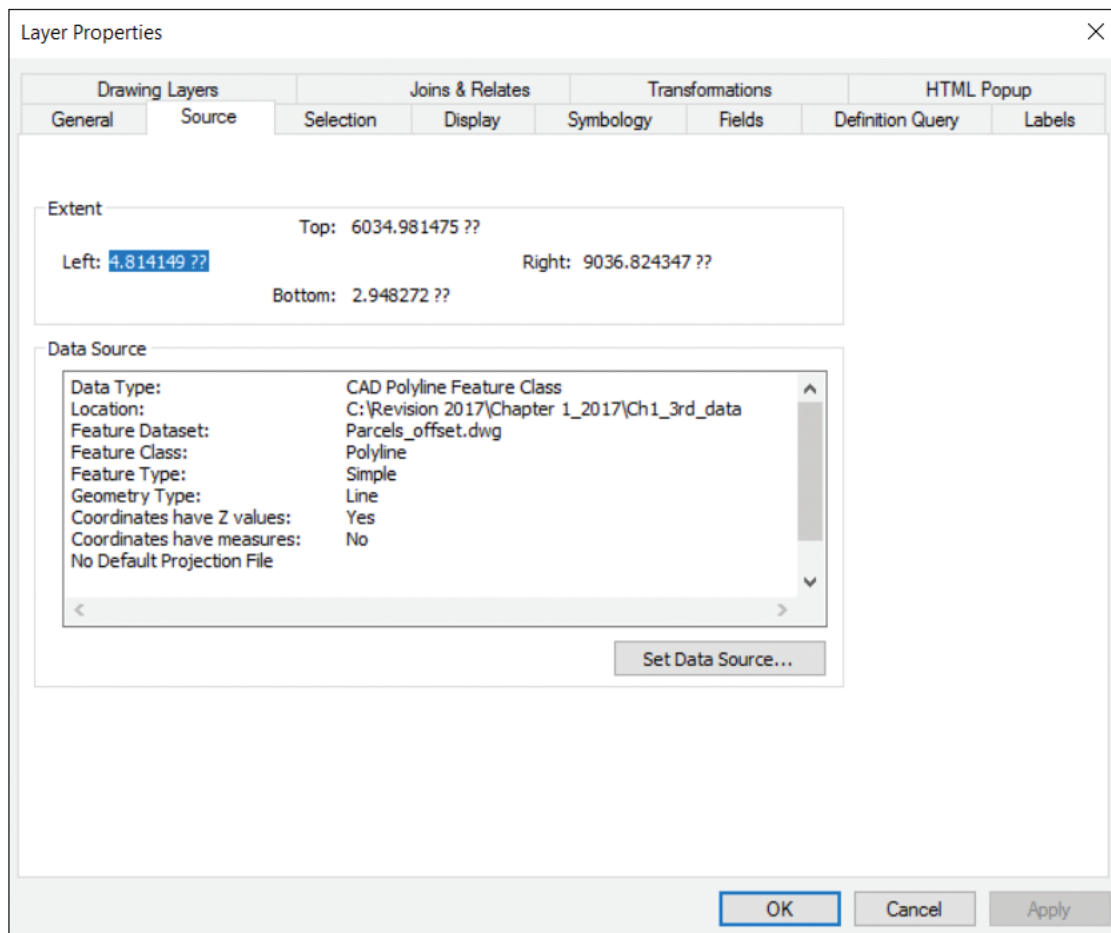 Layer Properties
Drawing Layers Joins & Relates Transformations HTML Popup
General Source Selection Display Symbology Fields Definition Query Labels
Extent
Top: 6034.981475 ??
Left: 4.814149 ?? Right: 9036.824347 ??
Bottom: 2.948272 ??
Data Source
Data Type: CAD Polyline Feature Class
Location: C:\Revision 2017\Chapter 1_2017\Ch1_3rd_data
Feature Dataset: Parcels_offset.dwg
Feature Class: Polyline
Feature Type: Simple
Geometry Type: Line
Coordinates have Z values: Yes
Coordinates have measures: No
No Default Projection File
Set Data Source...
OK Cancel Apply